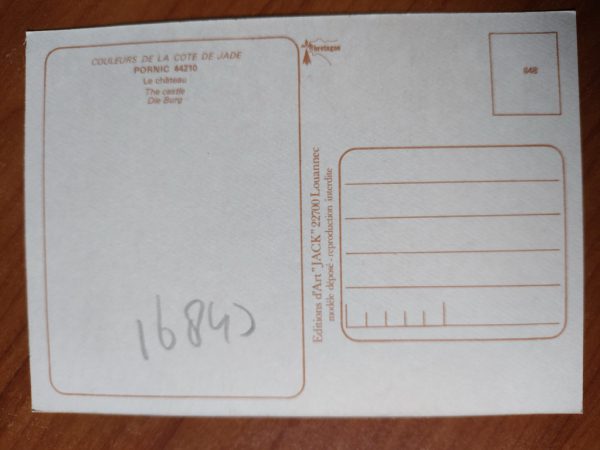 COULEURS DE LA COTE DE JADE
PORNIC 44210
Le château
The castle
Die Burg
bretagne
648
Editions d'Art "JACK" 22700 Louannec
modèle déposé - reproduction interdite